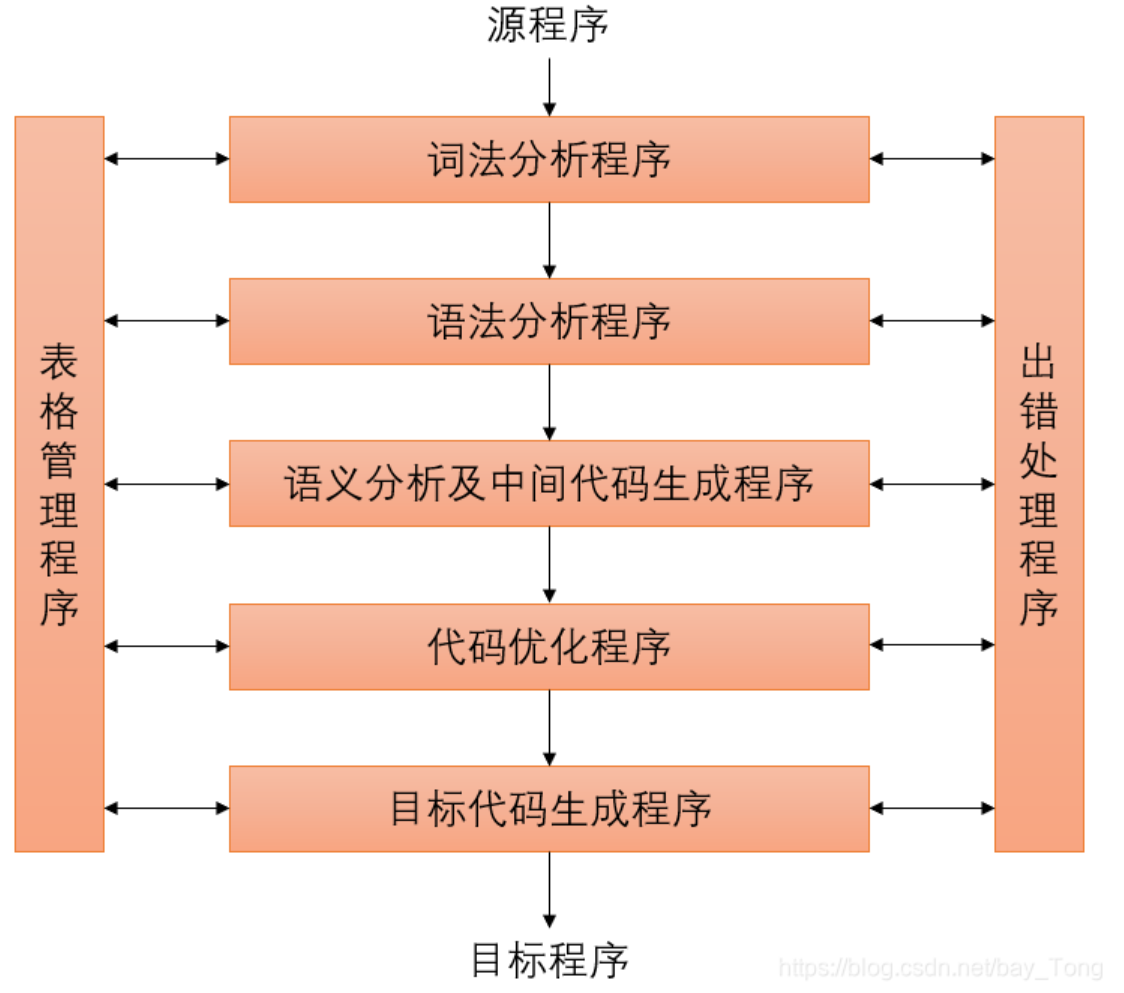 源程序
词法分析程序
语法分析程序
语义分析及中间代码生成程序
代码优化程序
目标代码生成程序
目标程序
表格管理程序
出错处理程序
https://blog.csdn.net/bay_Tong